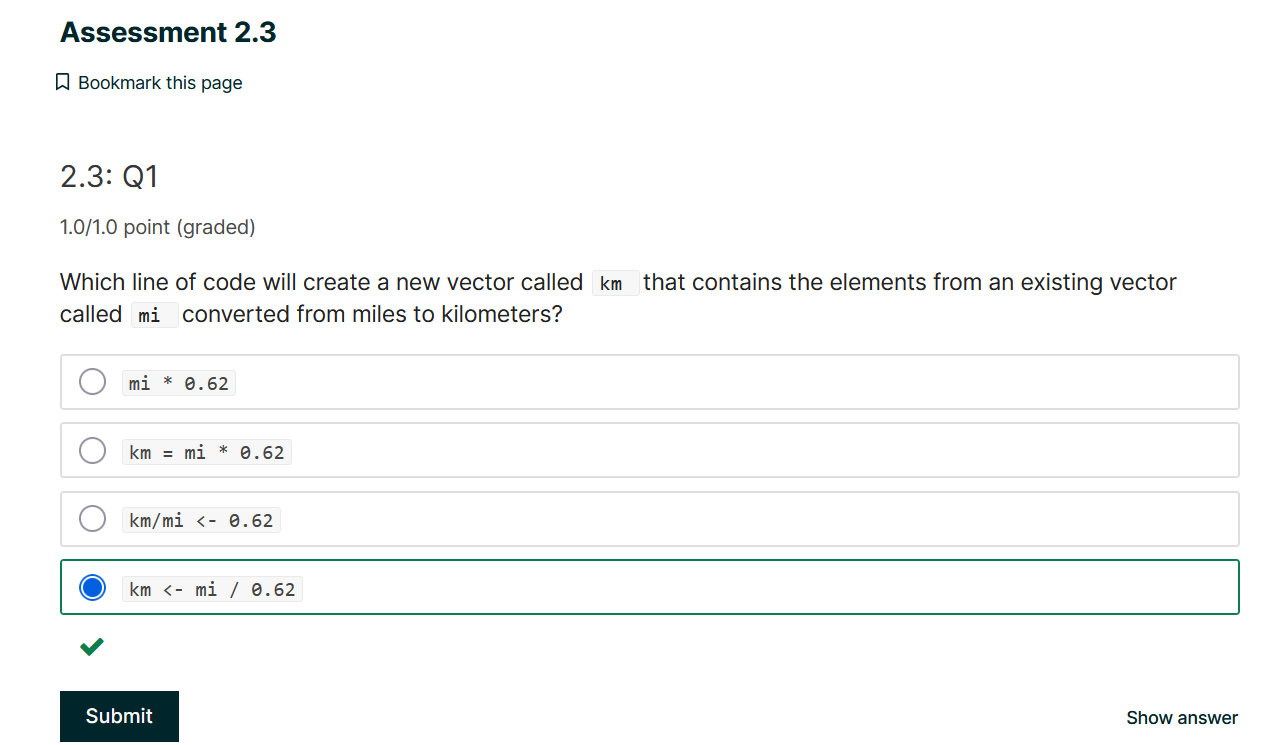 Assessment 2.3
Bookmark this page
2.3: Q1
1.0/1.0 point (graded)
Which line of code will create a new vector called km that contains the elements from an existing vector
called mi converted from miles to kilometers?
mi * 0.62
km = mi * 0.62
km/mi <- 0.62
km <- mi / 0.62
Submit
Show answer